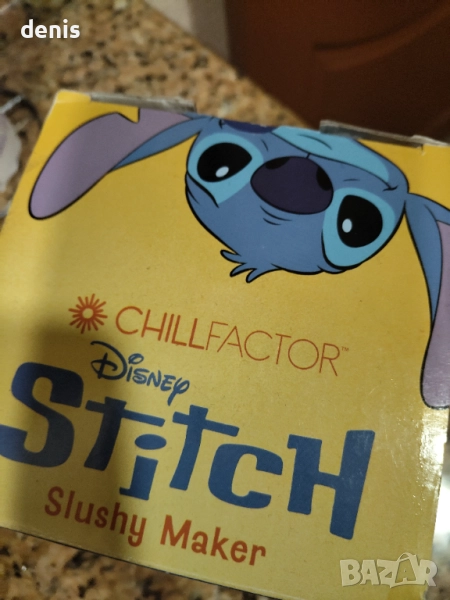 denis
CHILLFACTOR™
Disney
Stitch
Slushy Maker
BAZAR